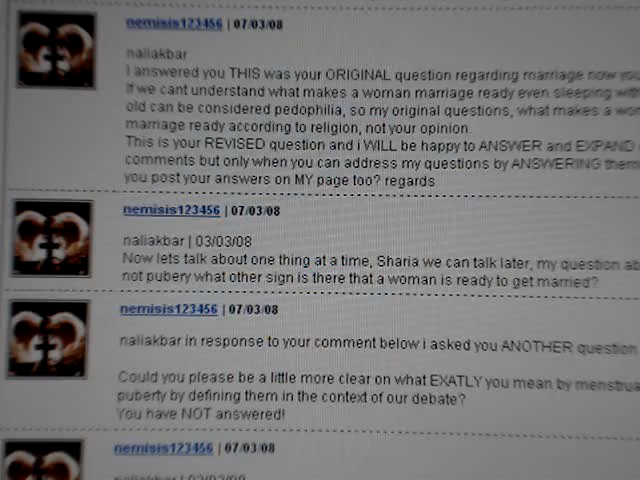 nemisis123456 | 07/03/08
naliakbar
I answered you THIS was your ORIGINAL question regarding marriage now you
If we cant understand what makes a woman marriage ready even sleeping with
old can be considered pedophilia, so my original questions, what makes a
marriage ready according to religion, not your opinion.
This is your REVISED question and i WILL be happy to ANSWER and EXPAND
comments but only when you can address my questions by ANSWERING them
you post your answers on MY page too? regards
nemisis123456 | 07/03/08
naliakbar | 03/03/08
Now lets talk about one thing at a time, Sharia we can talk later, my question
not pubery what other sign is there that a woman is ready to get married?
nemisis123456 | 07/03/08
naliakbar in response to your comment below i asked you ANOTHER question
Could you please be a little more clear on what EXATLY you mean by
puberty by defining them in the context of our debate?
You have NOT answered!
nemisis123456 | 07/03/08